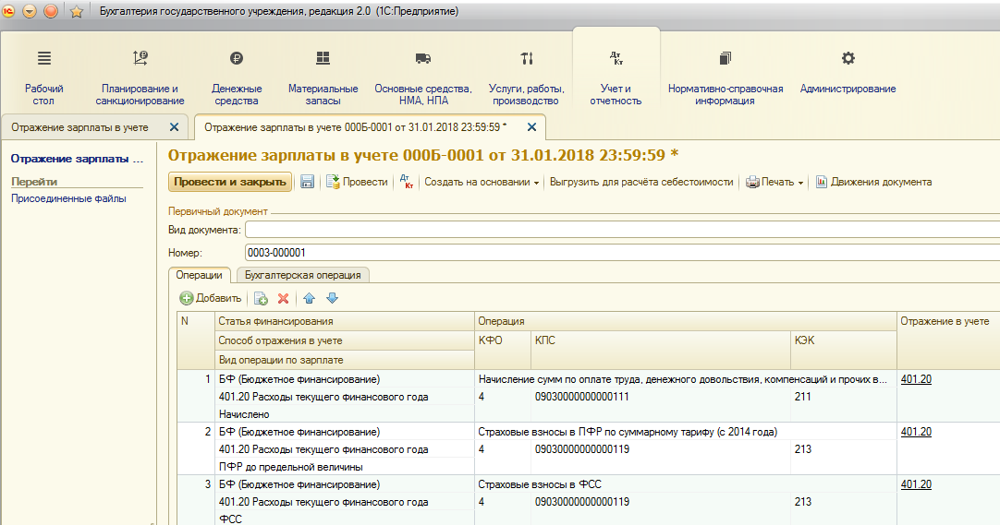 Бухгалтерия государственного учреждения, редакция 2.0 (1С:Предприятие)
Рабочий стол
Планирование и санкционирование
Денежные средства
Материальные запасы
Основные средства, НМА, НПА
Услуги, работы, производство
Дт Кт
Учет и отчетность
Нормативно-справочная информация
Администрирование
Отражение зарплаты в учете
Отражение зарплаты в учете 000Б-0001 от 31.01.2018 23:59:59 *
Отражение зарплаты ...
Перейти
Присоединенные файлы
Отражение зарплаты в учете 000Б-0001 от 31.01.2018 23:59:59 *
Провести и закрыть Провести Дт Кт Создать на основании Выгрузить для расчёта себестоимости Печать Движения документа
Первичный документ
Вид документа:
Номер: 0003-000001
Операции Бухгалтерская операция
Добавить
N Статья финансирования Операция Отражение в учете
Способ отражения в учете КФО КПС КЭК
Вид операции по зарплате
1 БФ (Бюджетное финансирование) Начисление сумм по оплате труда, денежного довольствия, компенсаций и прочих в... 401.20
401.20 Расходы текущего финансового года 4 09030000000000111 211
Начислено
2 БФ (Бюджетное финансирование) Страховые взносы в ПФР по суммарному тарифу (с 2014 года) 401.20
401.20 Расходы текущего финансового года 4 09030000000000119 213
ПФР до предельной величины
3 БФ (Бюджетное финансирование) Страховые взносы в ФСС 401.20
401.20 Расходы текущего финансового года 4 09030000000000119 213
ФСС